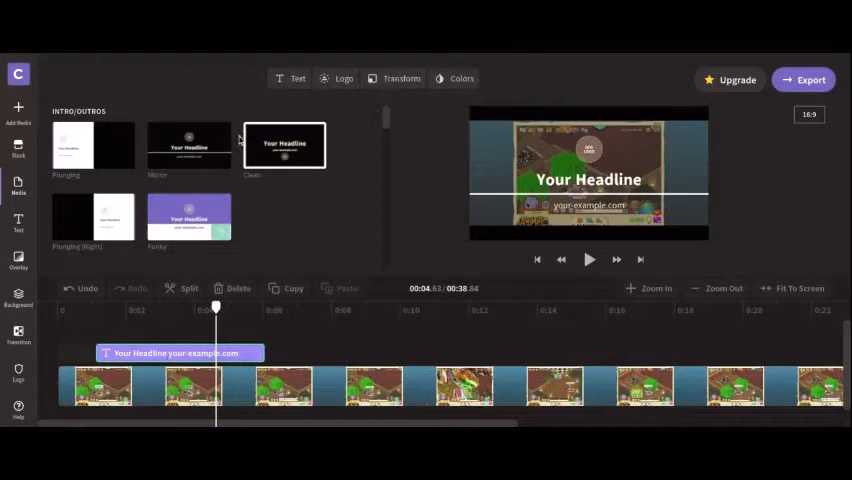 C
Text
Logo
Transform
Colors
Upgrade
Export
Add Media
Stock
Media
Text
Overlay
Background
Transition
Logo
Help
INTRO/OUTROS
Your Headline
Plunging
Your Headline
your-example.com
Mirror
Your Headline
your-example.com
Clean
Your Headline
Plunging (Right)
Your Headline
Funky
16:9
ADD
LOGO
Your Headline
your-example.com
Undo
Redo
Split
Delete
Copy
Paste
00:04.63 / 00:38.84
Zoom In
Zoom Out
Fit To Screen
0 0:02 0:04 0:06 0:08 0:10 0:12 0:14 0:16 0:18 0:20 0:22
Your Headline your-example.com